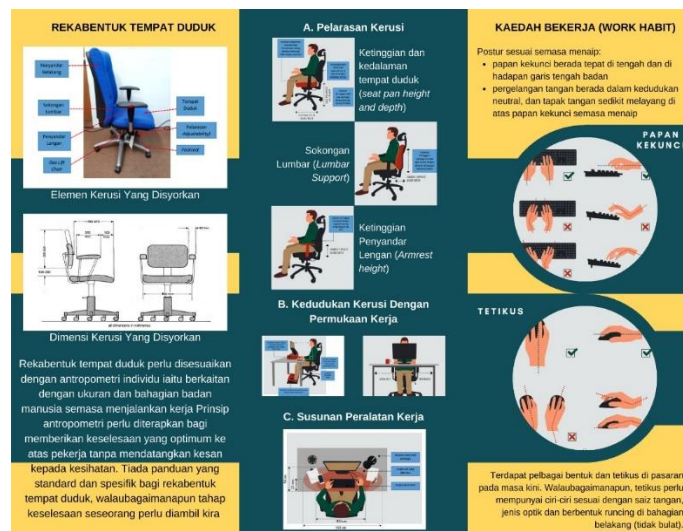 REKABENTUK TEMPAT DUDUK
Penyandar
Sokongan
Lumbar
Penyandar
Lengan
Gas Lift
Tempat
Duduk
Pelarasan
Elemen Kerusi Yang Disyorkan
Dimensi Kerusi Yang Disyorkan
Rekabentuk tempat duduk perlu disesuaikan
dengan antropometri individu iaitu berkaitan
dengan ukuran dan bahagian badan
manusia semasa menjalankan kerja Prinsip
antropometri perlu diterapkan bagi
memberikan keselesaan yang optimum ke
atas pekerja tanpa mendatangkan kesan
kepada kesihatan. Tiada panduan yang
standard dan spesifik bagi rekabentuk
tempat duduk, walaubagaimanapun tahap
keselesaan seseorang perlu diambil kira
A. Pelarasan Kerusi
Ketinggian dan
kedalaman
tempat duduk
(seat pan height
and depth)
Sokongan
Lumbar (Lumbar
Support)
Ketinggian
Penyandar
Lengan (Armrest
height)
B. Kedudukan Kerusi Dengan
Permukaan Kerja
C. Susunan Peralatan Kerja
KAEDAH BEKERJA (WORK HABIT)
Postur sesuai semasa menaip:
• papan kekunci berada tepat di tengah dan di
hadapan garis tengah badan
• pergelangan tangan berada dalam kedudukan
neutral, dan tapak tangan sedikit melayang di
atas papan kekunci semasa menaip
PAPAN
KEKUNCI
TETIKUS
Terdapat pelbagai bentuk dan tetikus di pasaran
pada masa kini. Walaubagaimanapun, tetikus perlu
mempunyai ciri-ciri sesuai dengan saiz tangan,
jenis optik dan berbentuk runcing di bahagian
belakang (tidak bulat).